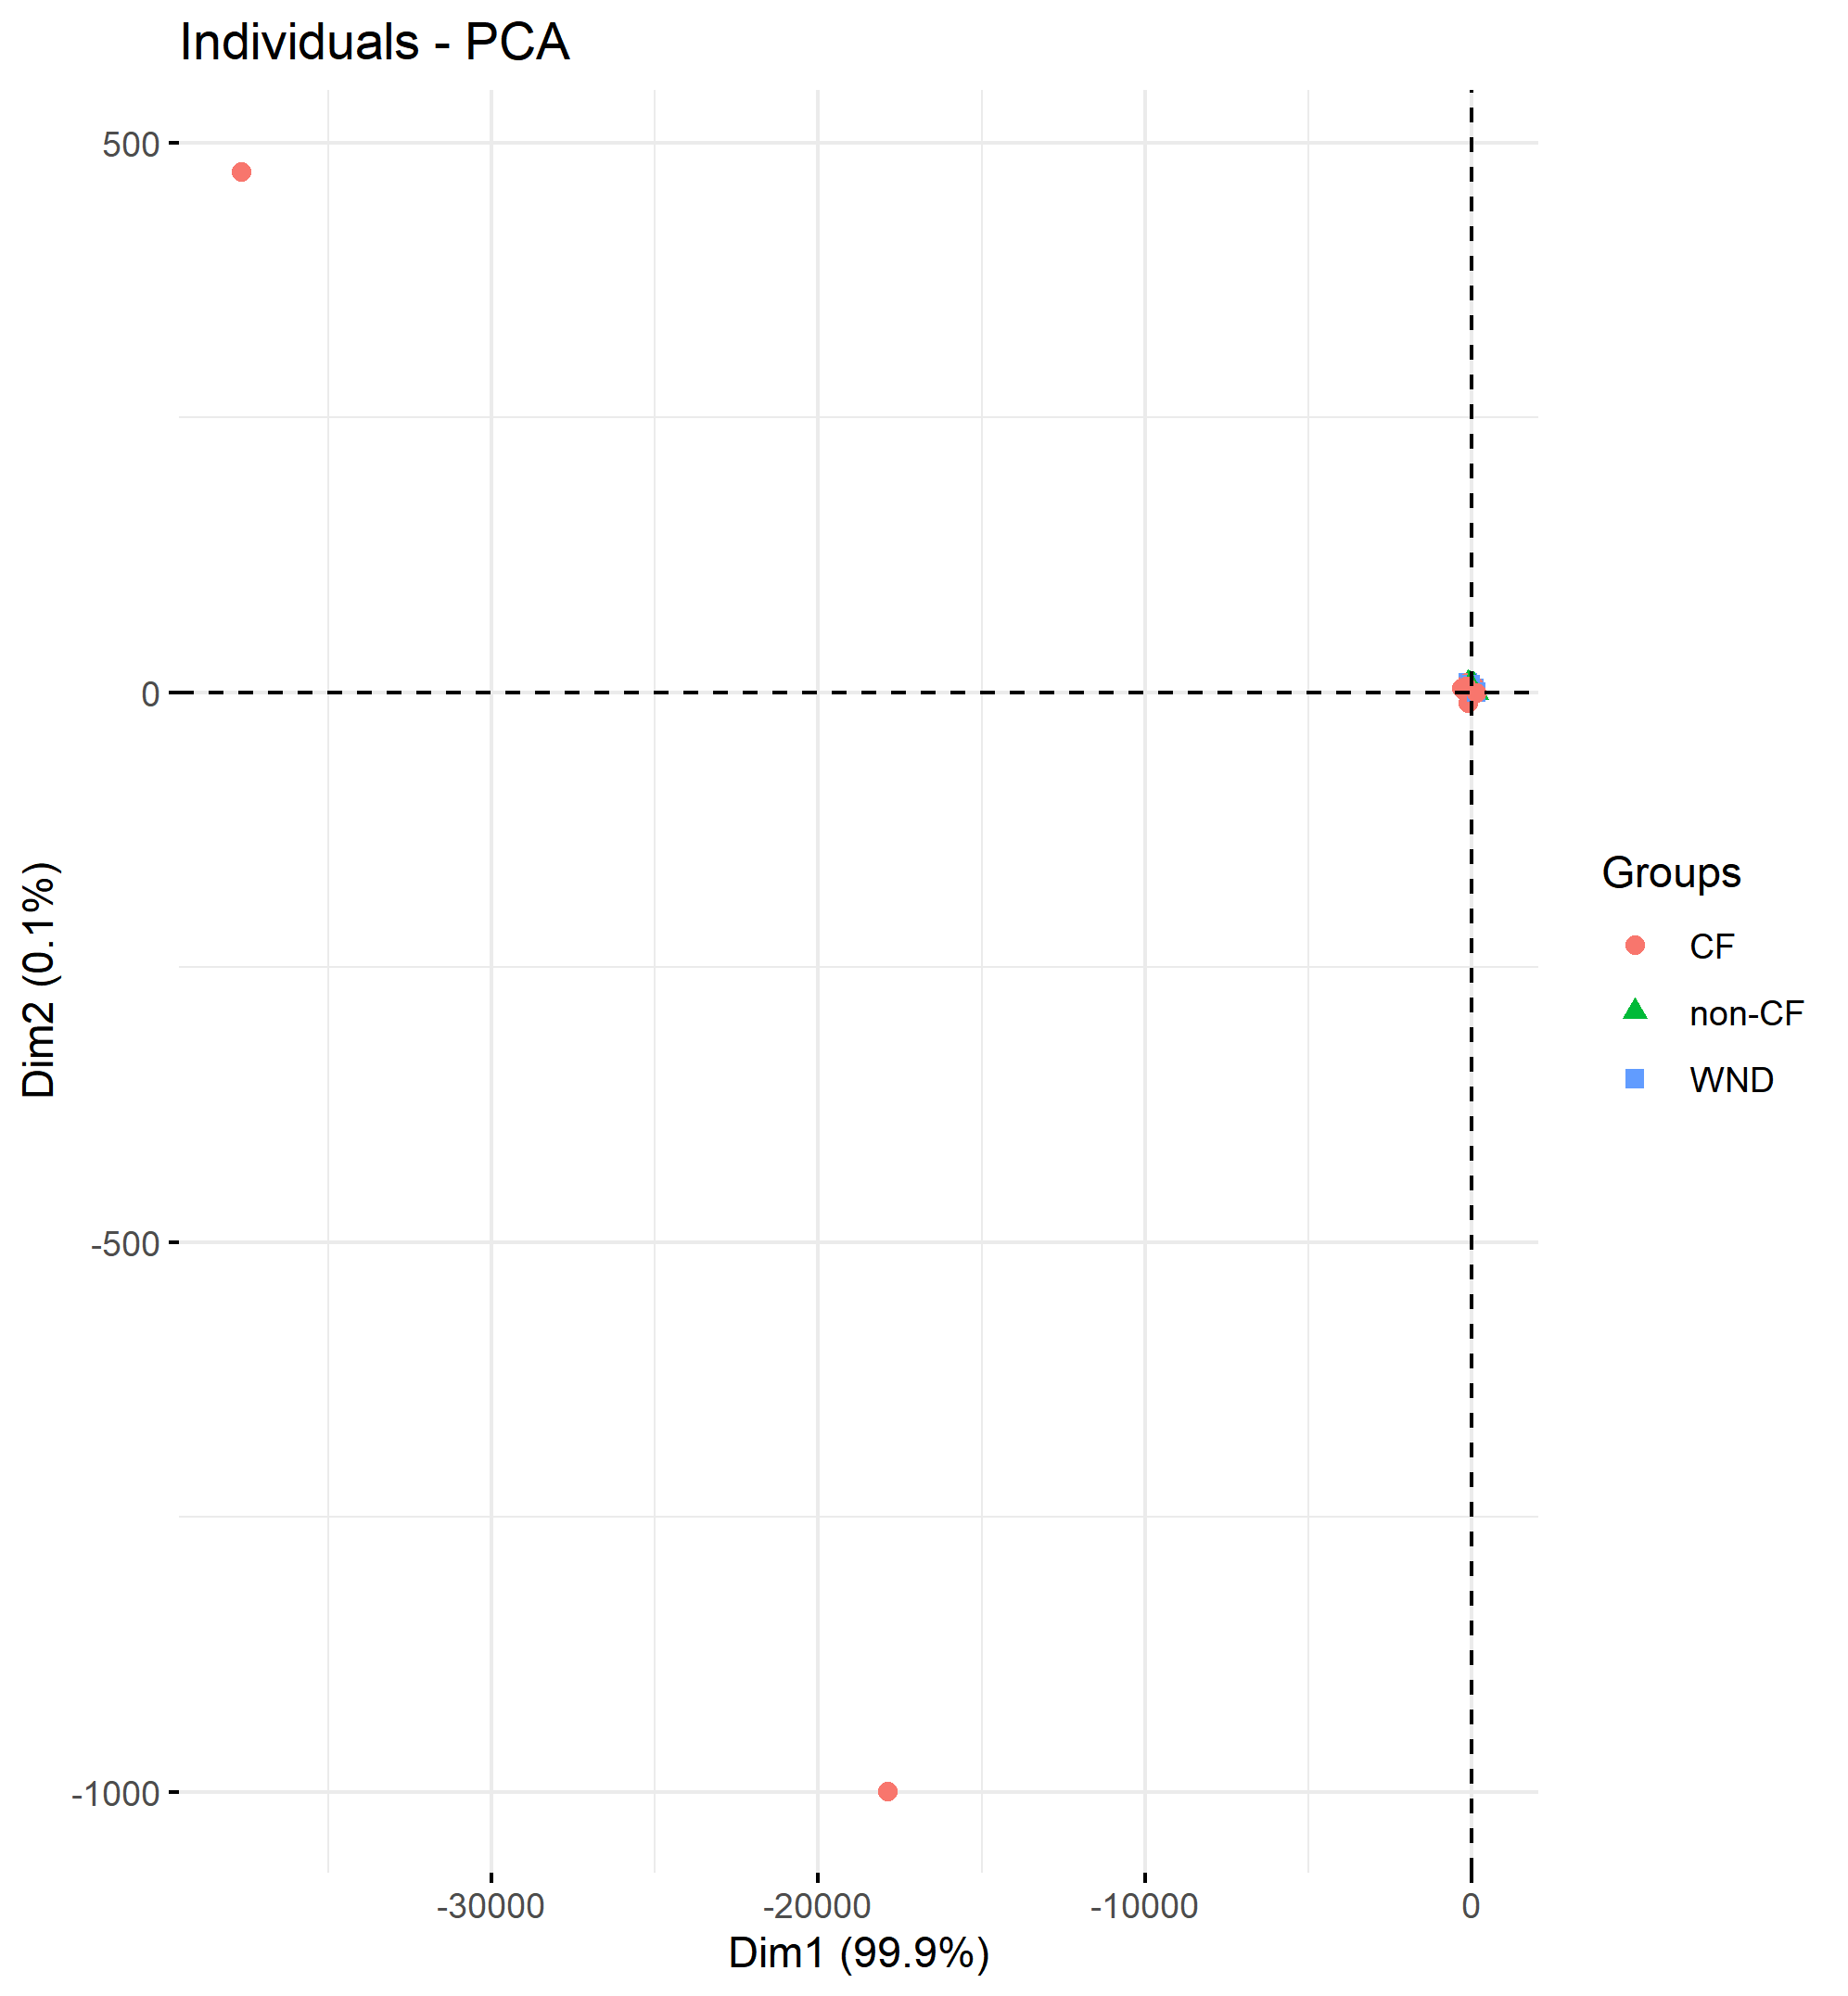 Individuals - PCA
500
0
-500
-1000
Dim2 (0.1%)
-30000
-20000
-10000
0
Dim1 (99.9%)
Groups
CF
non-CF
WND